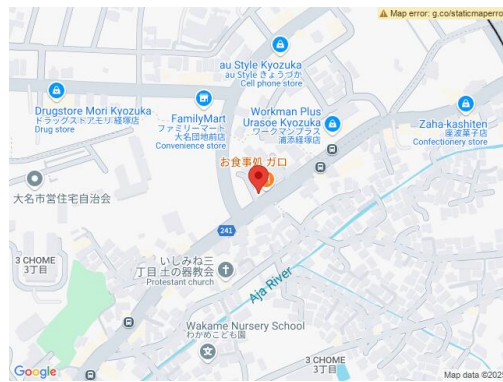 Map error: g.co/staticmaperro
au Style Kyozuka
au Style きょうづか
Cell phone store
Drugstore Mori Kyozuka
ドラッグストアモリ 経塚店
Drug store
FamilyMart
ファミリーマート
大名団地前店
Convenience store
Workman Plus
Urasoe Kyozuka
ワークマンプラス
浦添経塚店
Zaha-kashiten
座波菓子店
Confectionery store
お食事処 ガロ
大名市営住宅自治会
241
3 CHOME
3丁目
いしみね三
丁目 土の器教会
Protestant church
Aja River
Wakame Nursery School
わかめこども園
3 CHOME
3丁目
Google
Map data ©202